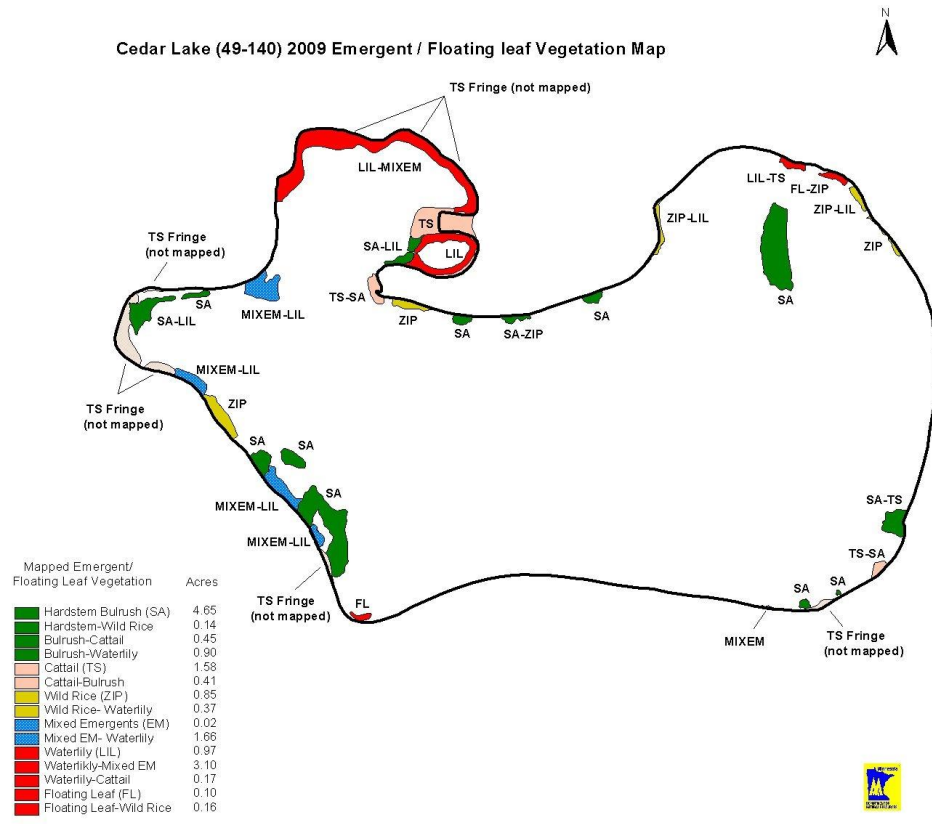 N
Cedar Lake (49-140) 2009 Emergent / Floating leaf Vegetation Map
TS Fringe (not mapped)
LIL-MIXEM
LIL-TS
FL-ZIP
ZIP-LIL
ZIP-LIL
TS
SA-LIL
LIL
ZIP
TS Fringe
(not mapped)
SA
SA-LIL
MIXEM-LIL
TS-SA
ZIP
SA
SA-ZIP
SA
SA
MIXEM-LIL
ZIP
TS Fringe
(not mapped)
SA
SA
SA
MIXEM-LIL
MIXEM-LIL
SA-TS
TS-SA
TS Fringe
(not mapped)
FL
SA
SA
MIXEM
TS Fringe
(not mapped)
Mapped Emergent/
Floating Leaf Vegetation Acres
Hardstem Bulrush (SA) 4.65
Hardstem-Wild Rice 0.14
Bulrush-Cattail 0.45
Bulrush-Waterlily 0.90
Cattail (TS) 1.58
Cattail-Bulrush 0.41
Wild Rice (ZIP) 0.85
Wild Rice- Waterlily 0.37
Mixed Emergents (EM) 0.02
Mixed EM- Waterlily 1.66
Waterlily (LIL) 0.97
Waterlikly-Mixed EM 3.10
Waterlily-Cattail 0.17
Floating Leaf (FL) 0.10
Floating Leaf-Wild Rice 0.16
Minnesota